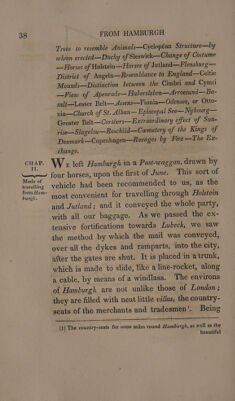 38 FROM HAMBURGH
Trees to resemble Animals—Cyclopéan Structure—by
whom erected—Duchy of Sleswick—Change of Costume
—Horses of Holstein—Horses of Jutland—Flensburg—
District of Angeln—Resemblance to England—Celtic
Mounds—Distinction between the Cimbri and Cymri
—View of Apenrade—Hadersleben—Aeroesund—Ba-
salt—Lesser Belt—Assens—Fionia—Odensee, or Otto-
nia—Church of St. Alban—Episcopal See—Nyborg—
Greater Belt—Corsoer—Extraordinary effect of Sun-
rise—Slagelse—Roschild—Cemetery of the Kings of
Denmark—Copenhagen—Ravages by Fire—The Ex-
change.
CHAP.
II.
Mode of
travelling
from Ham-
burgh.
WE left Hamburgh in a Post-waggon, drawn by
four horses, upon the first of June. This sort of
vehicle had been recommended to us, as the
most convenient for travelling through Holstein
and Jutland; and it conveyed the whole party,
with all our baggage. As we passed the ex-
tensive fortifications towards Lubeck, we saw
the method by which the mail was conveyed,
over all the dykes and ramparts, into the city,
after the gates are shut. It is placed in a trunk,
which is made to slide, like a line-rocket, along
a cable, by means of a windlass. The environs
of Hamburgh are not unlike those of London;
they are filled with neat little villas, the country-
seats of the merchants and tradesmen¹. Being
(1) The country-seats for some miles round Hamburgh, as well as the
beautiful